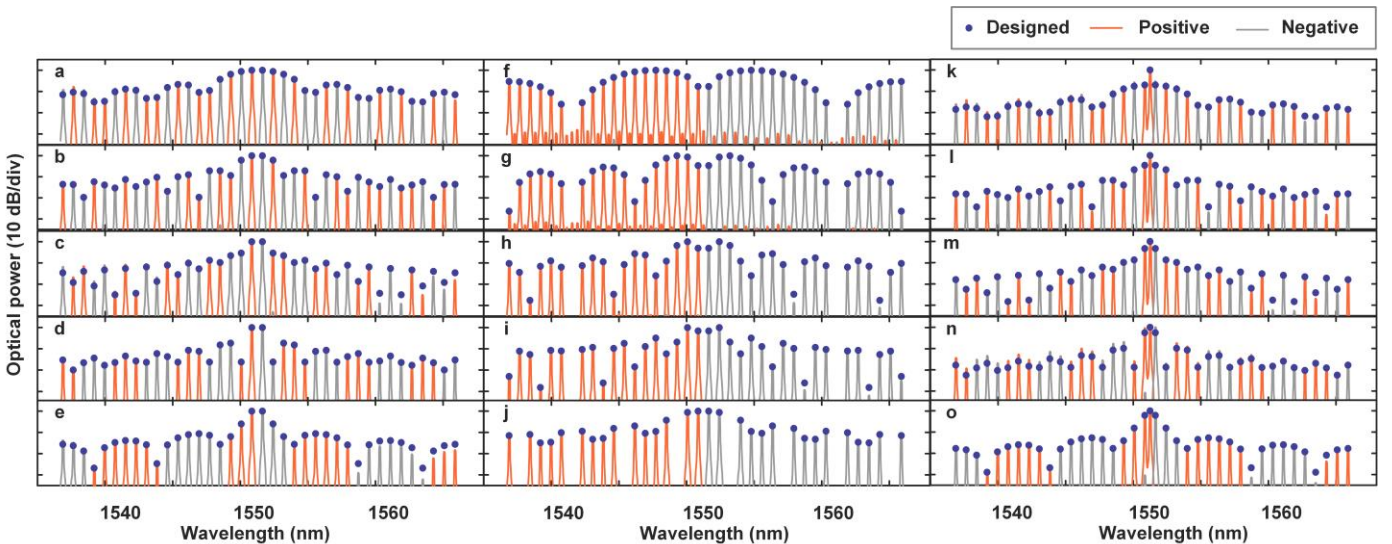 Designed Positive Negative
a f k
b g l
c h m
d i n
e j o
Optical power (10 dB/div)
1540 1550 1560 1540 1550 1560 1540 1550 1560
Wavelength (nm) Wavelength (nm) Wavelength (nm)